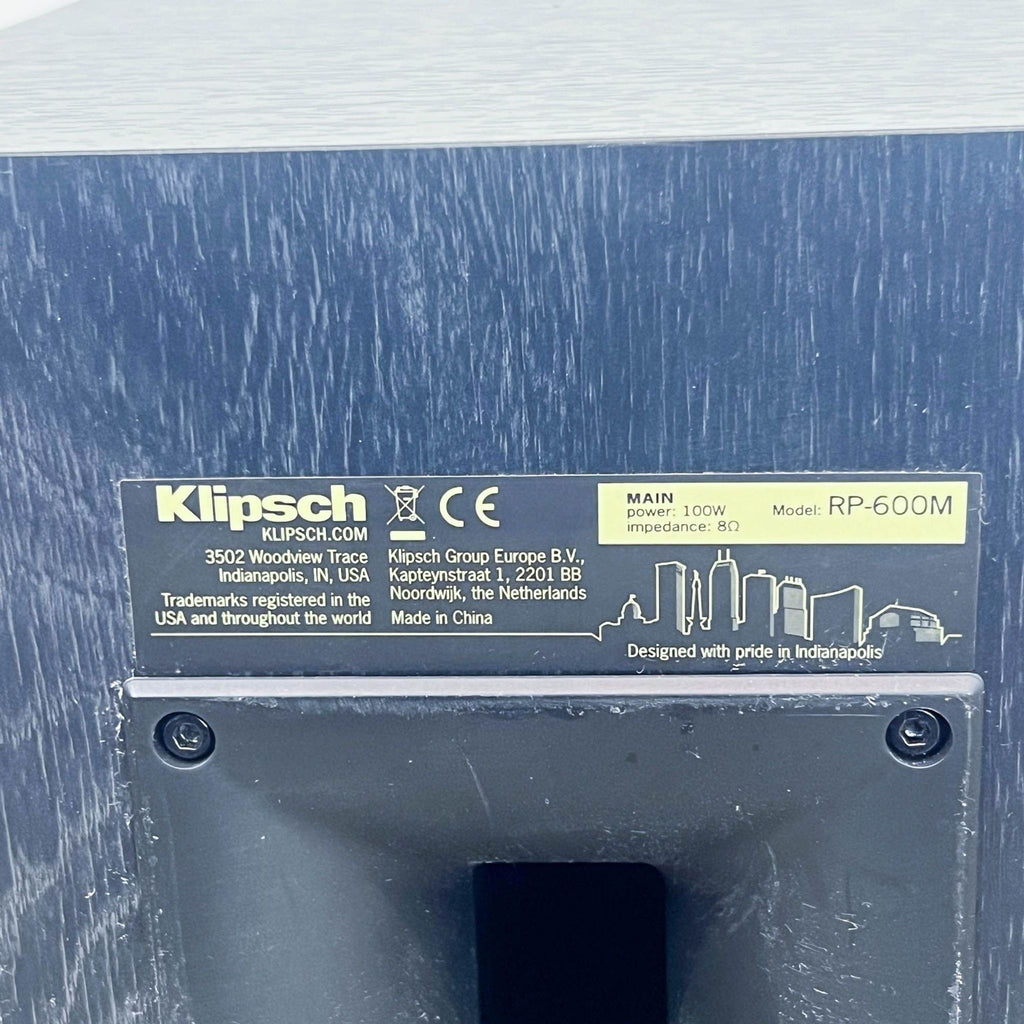 Klipsch
KLIPSCH.COM
3502 Woodview Trace
Indianapolis, IN, USA
Trademarks registered in the
USA and throughout the world
CE
Klipsch Group Europe B.V.,
Kapteynstraat 1, 2201 BB
Noordwijk, the Netherlands
Made in China
MAIN
power: 100W
impedance: 8Ω
Model: RP-600M
Designed with pride in Indianapolis